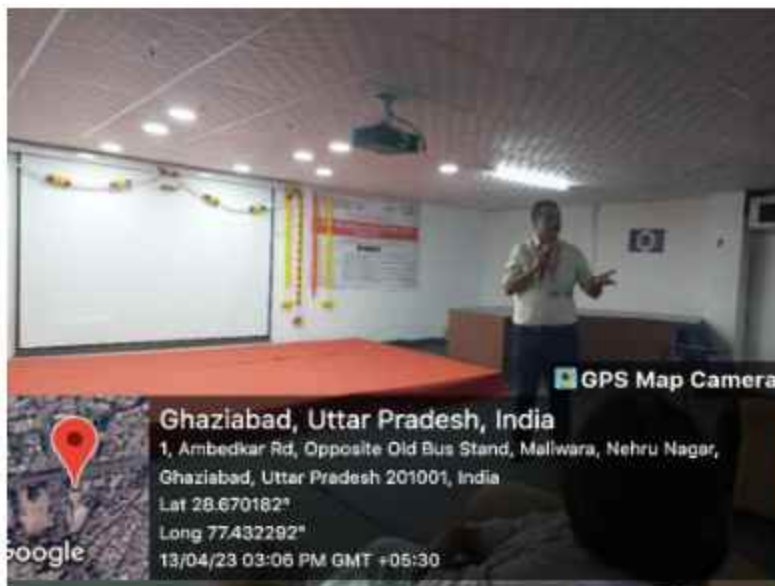 GPS Map Camera
Ghaziabad, Uttar Pradesh, India
1, Ambedkar Rd, Opposite Old Bus Stand, Maliwara, Nehru Nagar,
Ghaziabad, Uttar Pradesh 201001, India
Lat 28.670182°
Long 77.432292°
13/04/23 03:06 PM GMT +05:30
Google